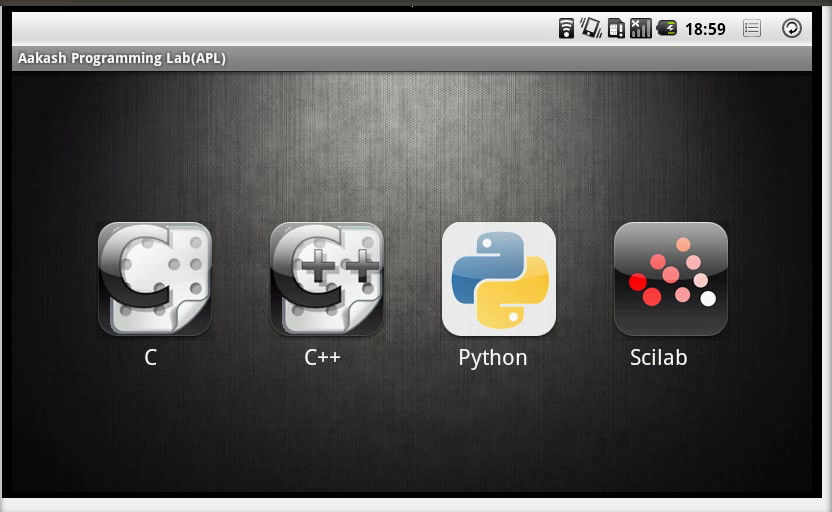 18:59
Aakash Programming Lab(APL)
C
C++
C
C++
Python
Scilab